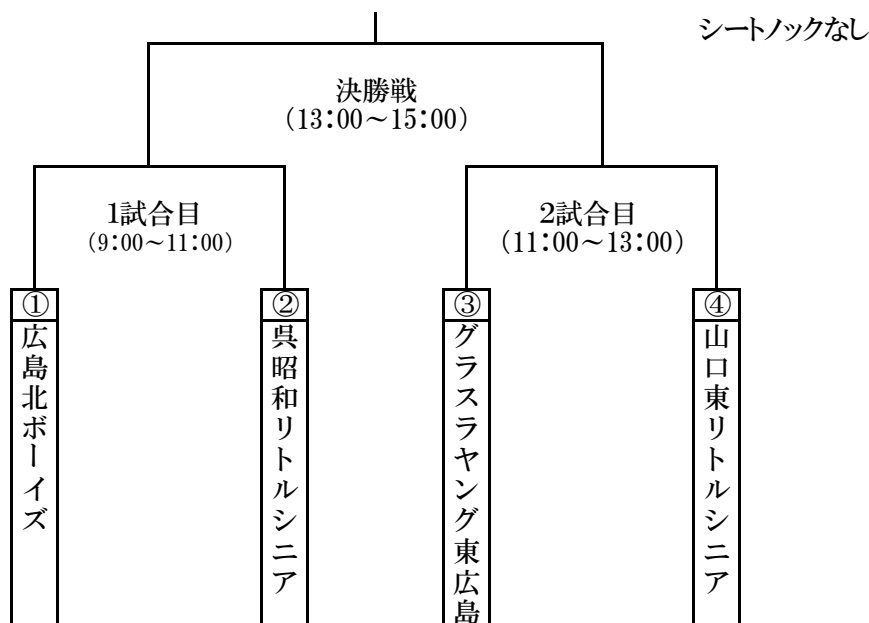 シートノックなし
決勝戦
(13:00~15:00)
1試合目
(9:00~11:00)
2試合目
(11:00~13:00)
①
広島北ボーイズ
②
呉昭和リトルシニア
③
グラスラヤング東広島
④
山口東リトルシニア